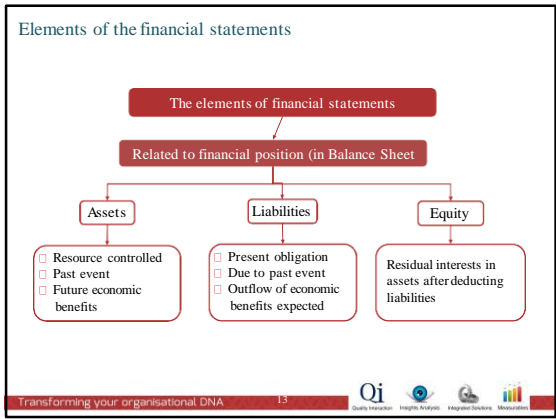 Elements of the financial statements
The elements of financial statements
Related to financial position (in Balance Sheet
Assets
Resource controlled
Past event
Future economic
benefits
Liabilities
Present obligation
Due to past event
Outflow of economic
benefits expected
Equity
Residual interests in
assets after deducting
liabilities
Transforming your organisational DNA
13
Qi
Quality Interaction
Insights Analysis
Integrated Solutions
Measurables